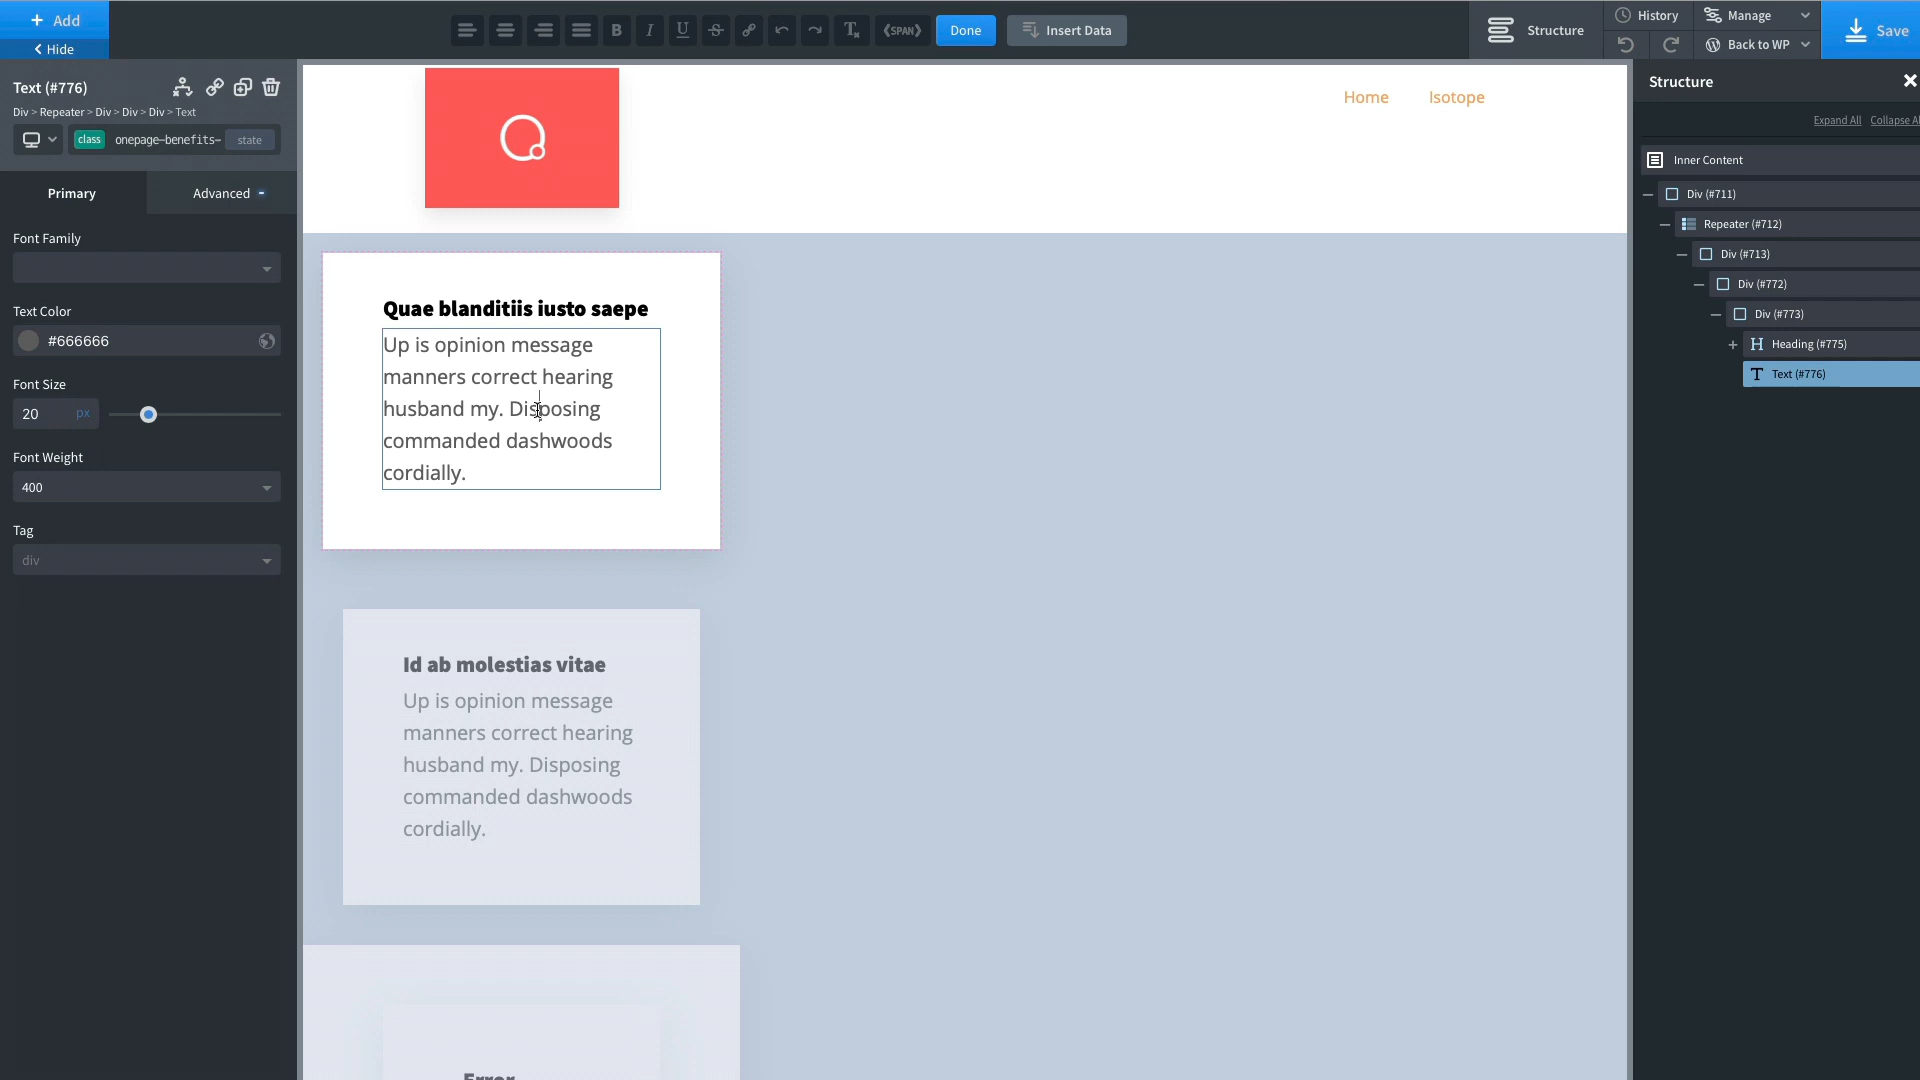 + Add
< Hide
B I U S
<SPAN>
Done
Insert Data
Structure
History
Manage
Back to WP
Save
Text (#776)
Div > Repeater > Div > Div > Div > Text
class onepage-benefits- state
Primary
Advanced
Font Family
Text Color
#666666
Font Size
20 px
Font Weight
400
Tag
div
Home
Isotope
Quae blanditiis iusto saepe
Up is opinion message
manners correct hearing
husband my. Disposing
commanded dashwoods
cordially.
Id ab molestias vitae
Up is opinion message
manners correct hearing
husband my. Disposing
commanded dashwoods
cordially.
Structure
Expand All
Collapse Al
Inner Content
Div (#711)
Repeater (#712)
Div (#713)
Div (#772)
Div (#773)
H Heading (#775)
T Text (#776)